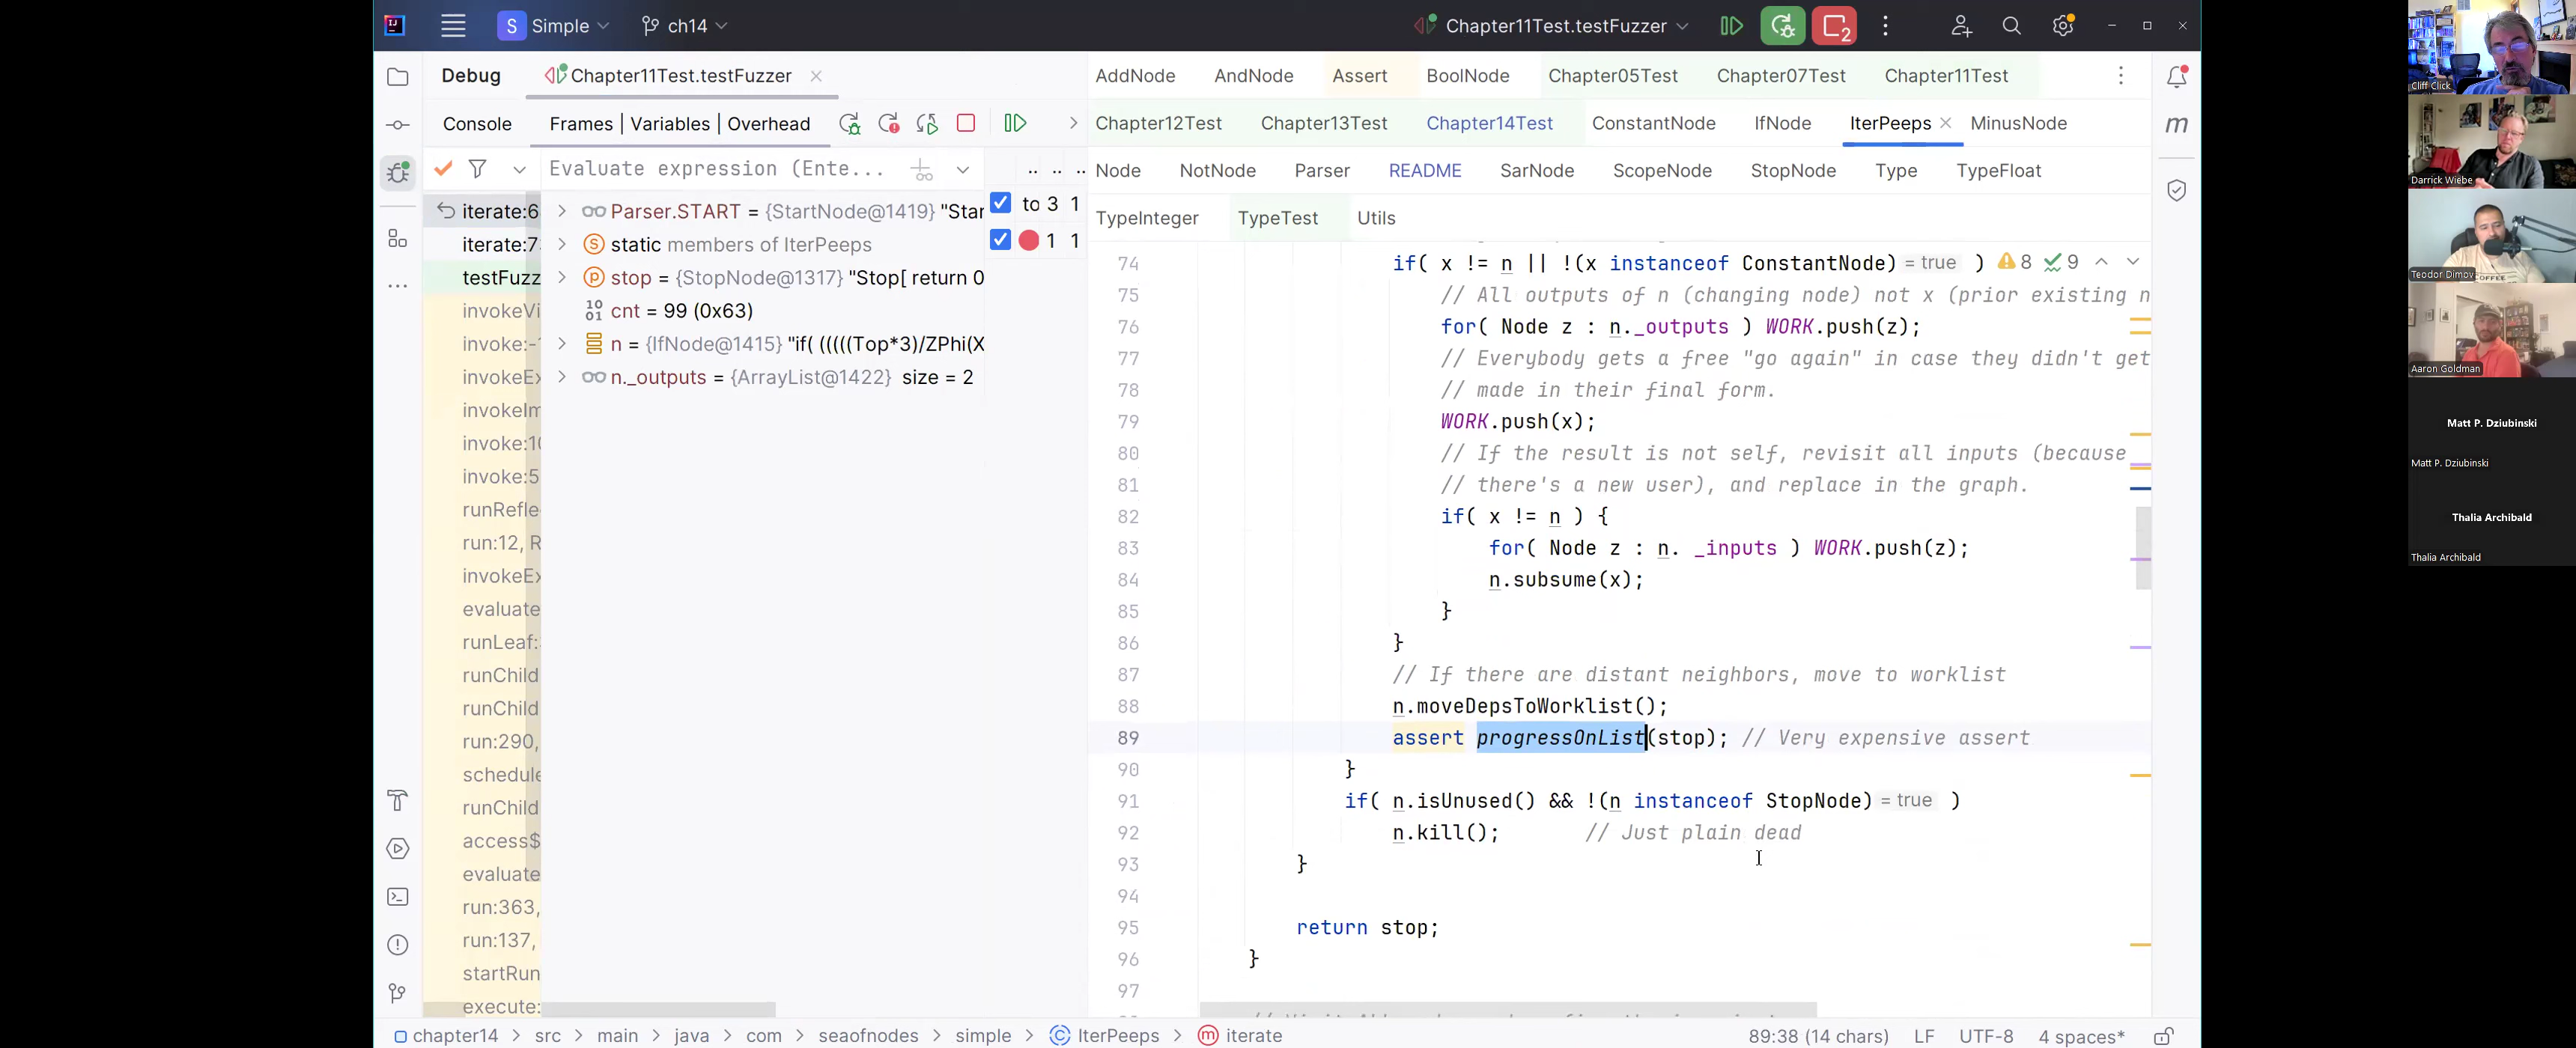 S Simple ch14 Chapter11Test.testFuzzer 2
Debug Chapter11Test.testFuzzer
Console Frames | Variables | Overhead
Evaluate expression (Ente...
iterate:6
iterate:7
testFuzz
invokeVi
invoke:-1
invokeEx
invokeIm
invoke:10
invoke:5
runRefle
run:12, R
invokeEx
evaluate
runLeaf:
runChild
runChild
run:290,
schedule
runChild
access$
evaluate
run:363,
run:137,
startRun
execute:
Parser.START = {StartNode@1419} "Star
static members of IterPeeps
stop = {StopNode@1317} "Stop[ return 0
cnt = 99 (0x63)
n = {IfNode@1415} "if( (((((Top*3)/ZPhi(X
n._outputs = {ArrayList@1422} size = 2
.. .. ..
to 3 1
1 1
AddNode AndNode Assert BoolNode Chapter05Test Chapter07Test Chapter11Test
Chapter12Test Chapter13Test Chapter14Test ConstantNode IfNode IterPeeps MinusNode
Node NotNode Parser README SarNode ScopeNode StopNode Type TypeFloat
TypeInteger TypeTest Utils
74 if( x != n || !(x instanceof ConstantNode) = true ) 8 9
75 // All outputs of n (changing node) not x (prior existing n
76 for( Node z : n._outputs ) WORK.push(z);
77 // Everybody gets a free "go again" in case they didn't get
78 // made in their final form.
79 WORK.push(x);
80 // If the result is not self, revisit all inputs (because
81 // there's a new user), and replace in the graph.
82 if( x != n ) {
83 for( Node z : n. _inputs ) WORK.push(z);
84 n.subsume(x);
85 }
86 }
87 // If there are distant neighbors, move to worklist
88 n.moveDepsToWorklist();
89 assert progressOnList(stop); // Very expensive assert
90 }
91 if( n.isUnused() && !(n instanceof StopNode) = true )
92 n.kill(); // Just plain dead
93 }
94
95 return stop;
96 }
97
chapter14 > src > main > java > com > seaofnodes > simple > IterPeeps > iterate
89:38 (14 chars) LF UTF-8 4 spaces*
Cliff Click
Darrick Wiebe
Teodor Dimov
COFFEE
Aaron Goldman
Matt P. Dziubinski
Matt P. Dziubinski
Thalia Archibald
Thalia Archibald